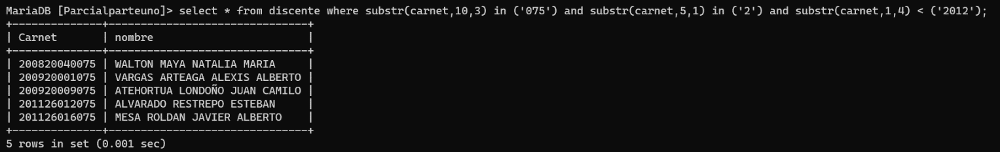 MariaDB [Parcialparteuno]> select * from discente where substr(carnet,10,3) in ('075') and substr(carnet,5,1) in ('2') and substr(carnet,1,4) < ('2012');
+--------------+------------------------------+
| Carnet       | nombre                       |
+--------------+------------------------------+
| 200820040075 | WALTON MAYA NATALIA MARIA    |
| 200920001075 | VARGAS ARTEAGA ALEXIS ALBERTO |
| 200920009075 | ATEHORTUA LONDOÑO JUAN CAMILO |
| 201126012075 | ALVARADO RESTREPO ESTEBAN    |
| 201126016075 | MESA ROLDAN JAVIER ALBERTO   |
+--------------+------------------------------+
5 rows in set (0.001 sec)